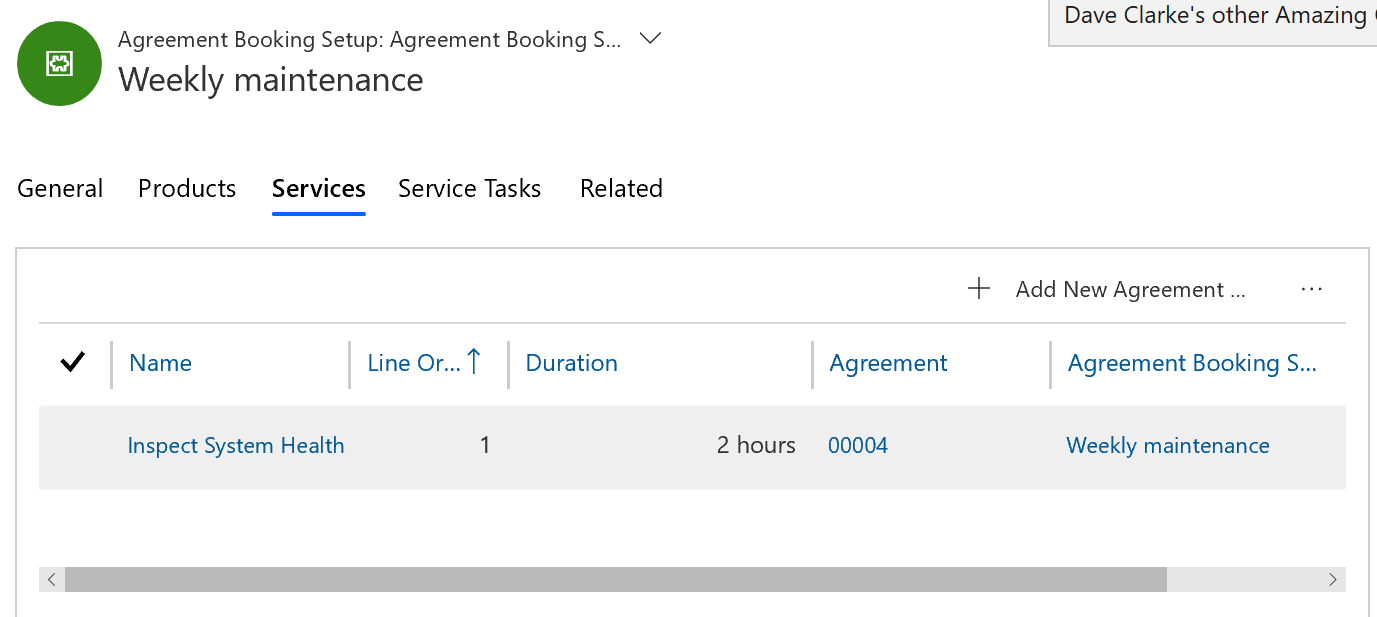 Dave Clarke's other Amazing
Agreement Booking Setup: Agreement Booking S...
Weekly maintenance
General Products Services Service Tasks Related
+ Add New Agreement ... ...
Name Line Or... ↑ Duration Agreement Agreement Booking S...
Inspect System Health 1 2 hours 00004 Weekly maintenance